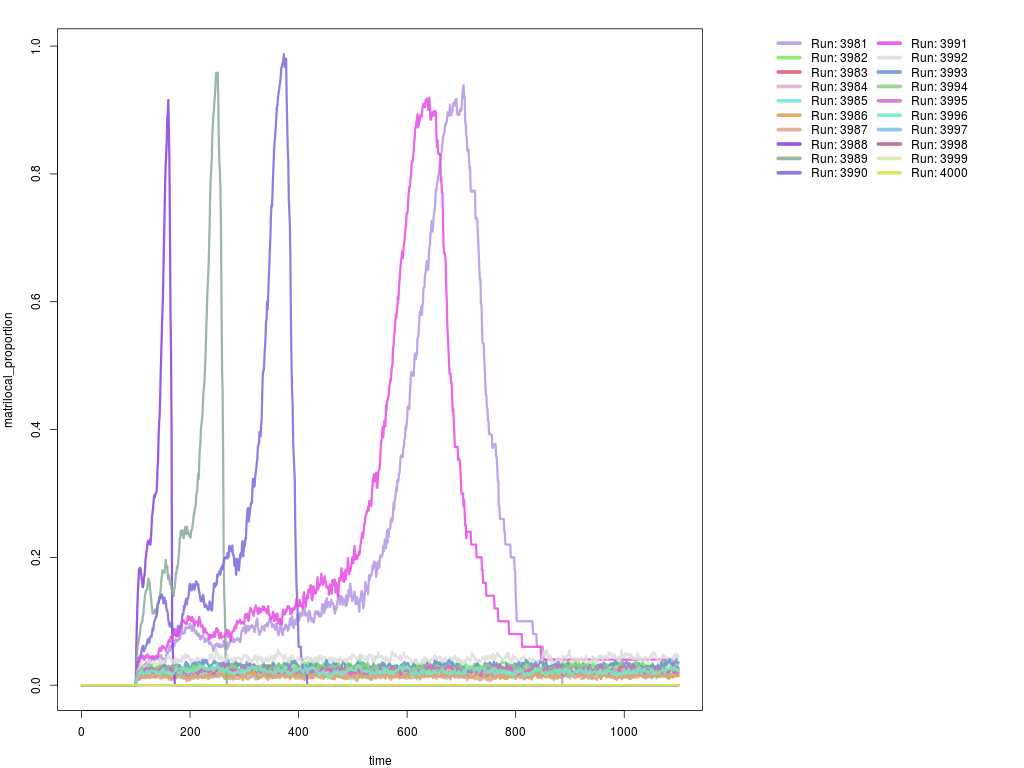 1.0
0.8
0.6
0.4
0.2
0.0
matrilocal_proportion
0 200 400 600 800 1000
time
Run: 3981 Run: 3991
Run: 3982 Run: 3992
Run: 3983 Run: 3993
Run: 3984 Run: 3994
Run: 3985 Run: 3995
Run: 3986 Run: 3996
Run: 3987 Run: 3997
Run: 3988 Run: 3998
Run: 3989 Run: 3999
Run: 3990 Run: 4000